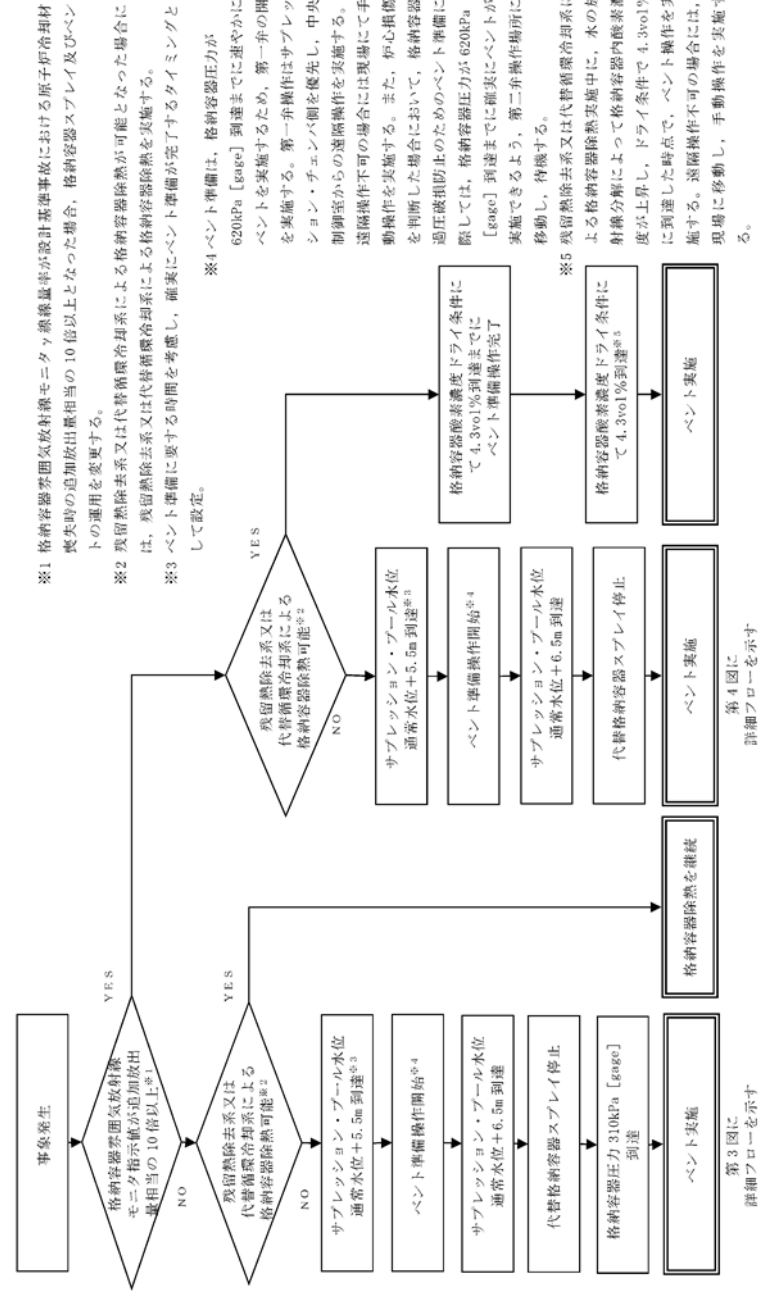 事象発生
格納容器雰囲気放射線
モニタ指示値が追加放出
量相当の10倍以上※1
YES
NO
残留熱除去系又は
代替循環冷却系による
格納容器除熱可能※2
YES
NO
サプレッション・プール水位
通常水位+5.5m到達※3
ベント準備操作開始※4
サプレッション・プール水位
通常水位+6.5m到達
代替格納容器スプレイ停止
格納容器圧力310kPa [gage]
到達
ベント実施
第3図に
詳細フローを示す
格納容器除熱を継続
残留熱除去系又は
代替循環冷却系による
格納容器除熱可能※2
YES
NO
サプレッション・プール水位
通常水位+5.5m到達※3
ベント準備操作開始※4
サプレッション・プール水位
通常水位+6.5m到達
代替格納容器スプレイ停止
ベント実施
第4図に
詳細フローを示す
格納容器酸素濃度ドライ条件に
て4.3vol%到達までに
ベント準備操作完了
格納容器酸素濃度ドライ条件に
て4.3vol%到達※5
ベント実施
※1 格納容器雰囲気放射線モニタγ線線量率が設計基準事故における原子炉冷却材
喪失時の追加放出量相当の10倍以上となった場合,格納容器スプレイ及びベン
トの運用を変更する。
※2 残留熱除去系又は代替循環冷却系による格納容器除熱が可能となった場合に
は,残留熱除去系又は代替循環冷却系による格納容器除熱を実施する。
※3 ベント準備に要する時間を考慮し,確実にベント準備が完了するタイミングと
して設定。
※4 ベント準備は,格納容器圧力が
620kPa [gage] 到達までに速やかに
ベントを実施するため,第一弁の開
を実施する。第一弁操作はサプレッ
ション・チェンバ側を優先し,中央
制御室からの遠隔操作を実施する。
遠隔操作不可の場合には現場にて手
動操作を実施する。また,炉心損傷
を判断した場合において,格納容器
過圧破損防止のためのベント準備に
際しては,格納容器圧力が620kPa
[gage] 到達までに確実にベントが
実施できるよう,第二弁操作場所に
移動し,待機する。
※5 残留熱除去系又は代替循環冷却系に
よる格納容器除熱実施中に,水の放
射線分解によって格納容器内酸素濃
度が上昇し,ドライ条件で4.3vol%
に到達した時点で,ベント操作を実
施する。遠隔操作不可の場合には,
現場に移動し,手動操作を実施す
る。